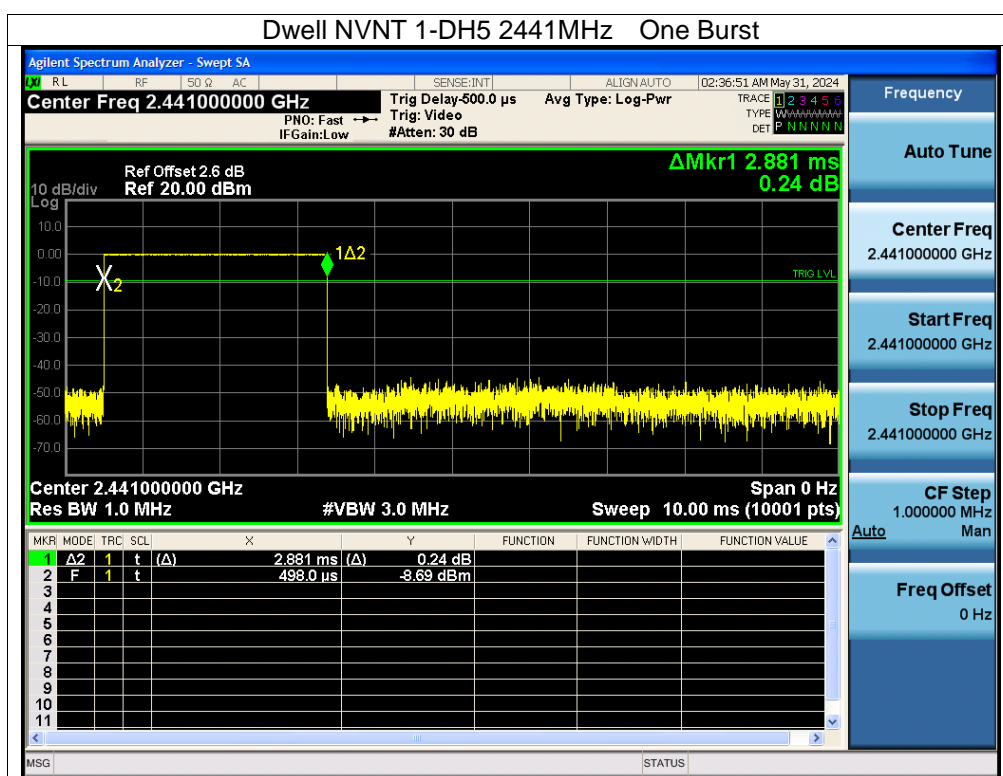 Dwell NVNT 1-DH5 2441MHz One Burst
Agilent Spectrum Analyzer - Swept SA
LXI RL RF 50 Ω AC SENSE:INT ALIGN AUTO 02:36:51 AM May 31, 2024
Center Freq 2.441000000 GHz
PNO: Fast
IFGain:Low
Trig Delay-500.0 µs
Trig: Video
#Atten: 30 dB
Avg Type: Log-Pwr
TRACE 1 2 3 4 5 6
TYPE WWWWWW
DET P N N N N N
Frequency
ΔMkr1 2.881 ms
0.24 dB
Ref Offset 2.6 dB
10 dB/div Ref 20.00 dBm
Log
10.0
0.00
-10.0
-20.0
-30.0
-40.0
-50.0
-60.0
-70.0
1Δ2
2
TRIG LVL
Center 2.441000000 GHz Span 0 Hz
Res BW 1.0 MHz #VBW 3.0 MHz Sweep 10.00 ms (10001 pts)
MKR MODE TRC SCL X Y FUNCTION FUNCTION WIDTH FUNCTION VALUE
1 Δ2 1 t (Δ) 2.881 ms (Δ) 0.24 dB
2 F 1 t 498.0 µs -8.69 dBm
3
4
5
6
7
8
9
10
11
MSG STATUS
Auto Tune
Center Freq
2.441000000 GHz
Start Freq
2.441000000 GHz
Stop Freq
2.441000000 GHz
CF Step
1.000000 MHz
Auto Man
Freq Offset
0 Hz